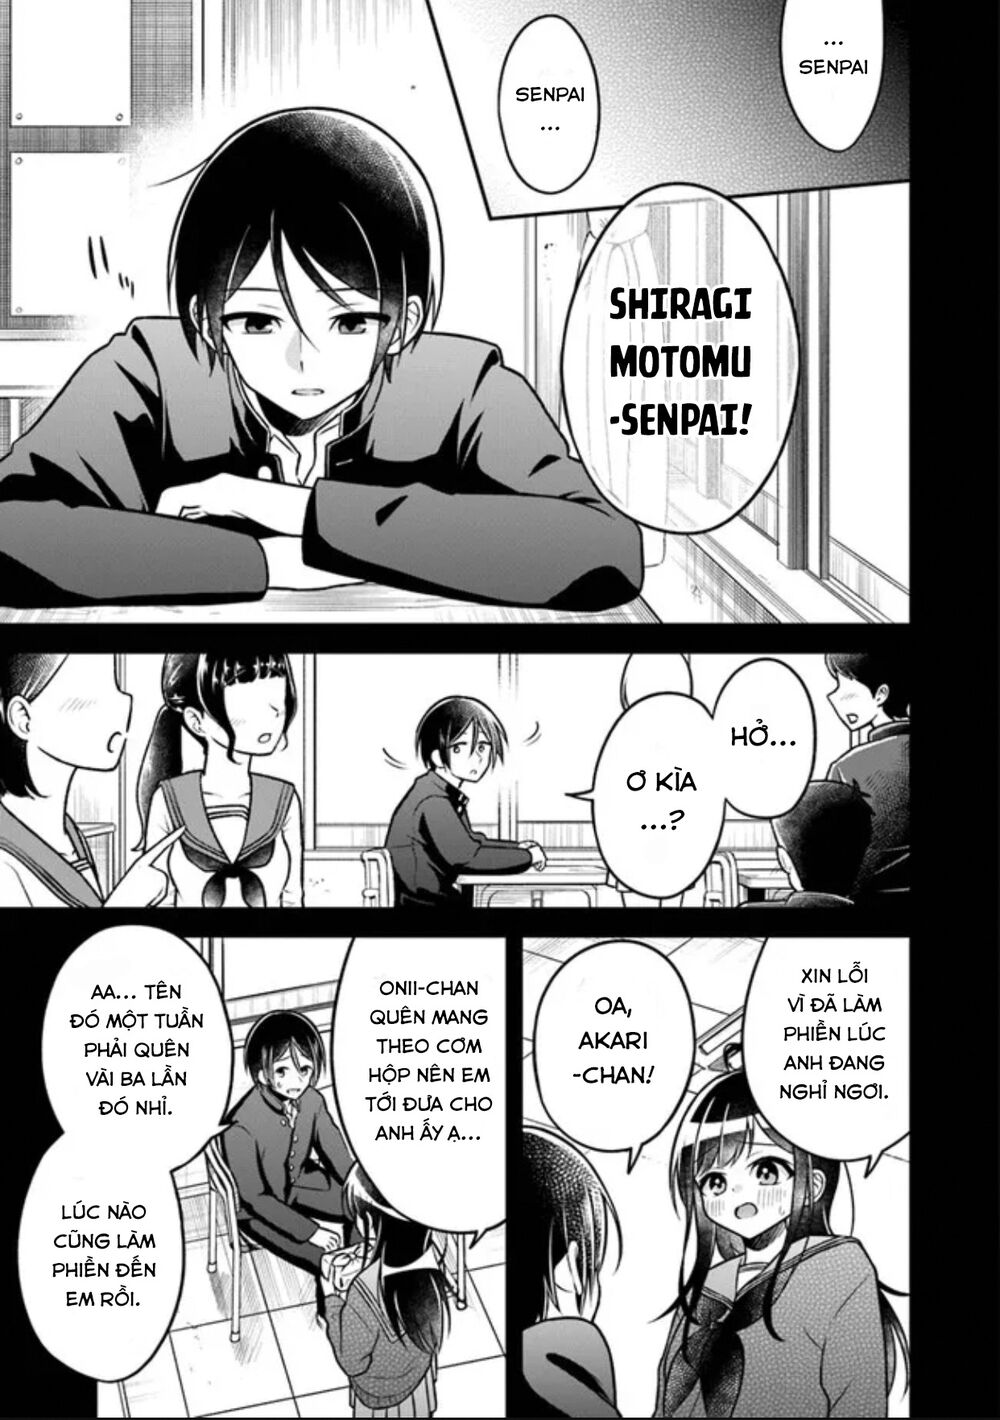 ...
SENPAI
SENPAI
...
SHIRAGI
MOTOMU
-SENPAI!
HỞ...
Ơ KÌA
...?
XIN LỖI
VÌ ĐÃ LÀM
PHIỀN LÚC
ANH ĐANG
NGHỈ NGƠI.
OA,
AKARI
-CHAN!
ONII-CHAN
QUÊN MANG
THEO CƠM
HỘP NÊN EM
TỚI ĐƯA CHO
ANH ẤY Ạ...
AA... TÊN
ĐÓ MỘT TUẦN
PHẢI QUÊN
VÀI BA LẦN
ĐÓ NHỈ.
LÚC NÀO
CŨNG LÀM
PHIỀN ĐẾN
EM RỒI.